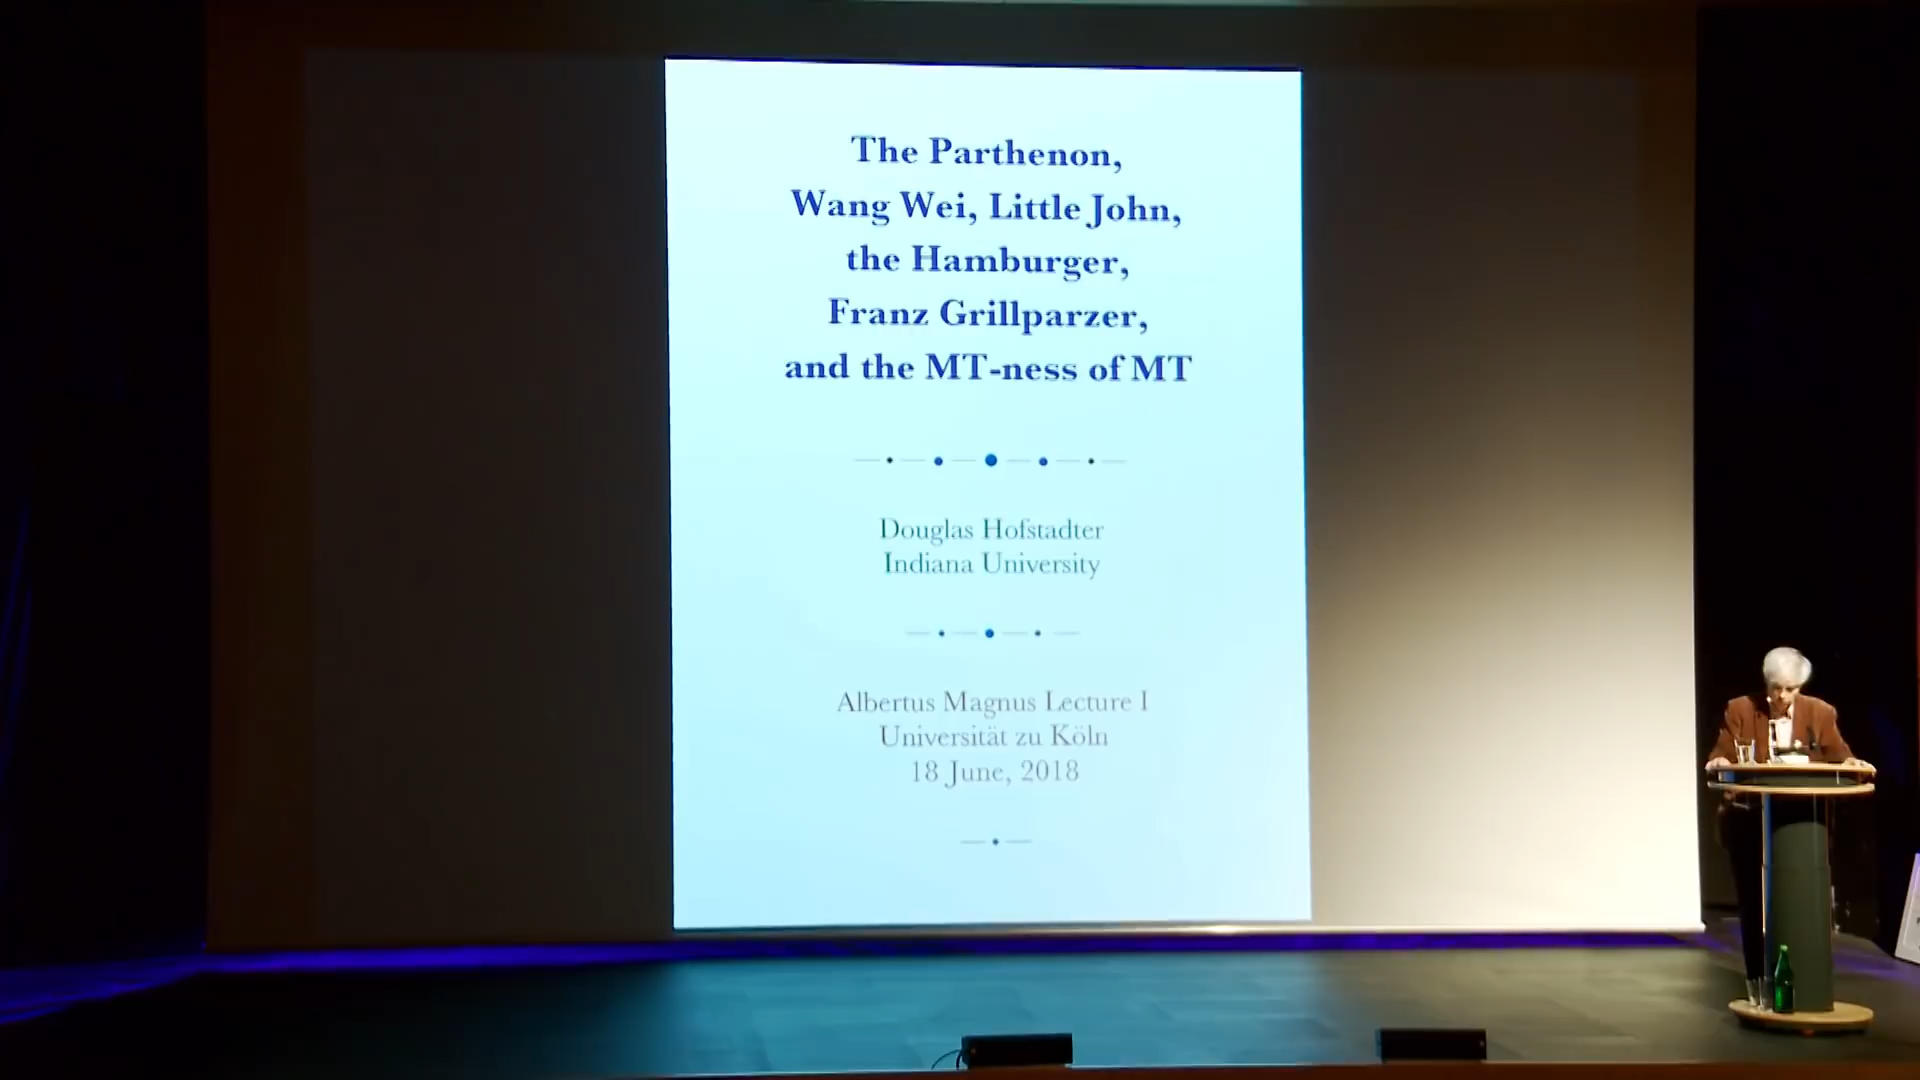 The Parthenon,
Wang Wei, Little John,
the Hamburger,
Franz Grillparzer,
and the MT-ness of MT
Douglas Hofstadter
Indiana University
Albertus Magnus Lecture I
Universität zu Köln
18 June, 2018